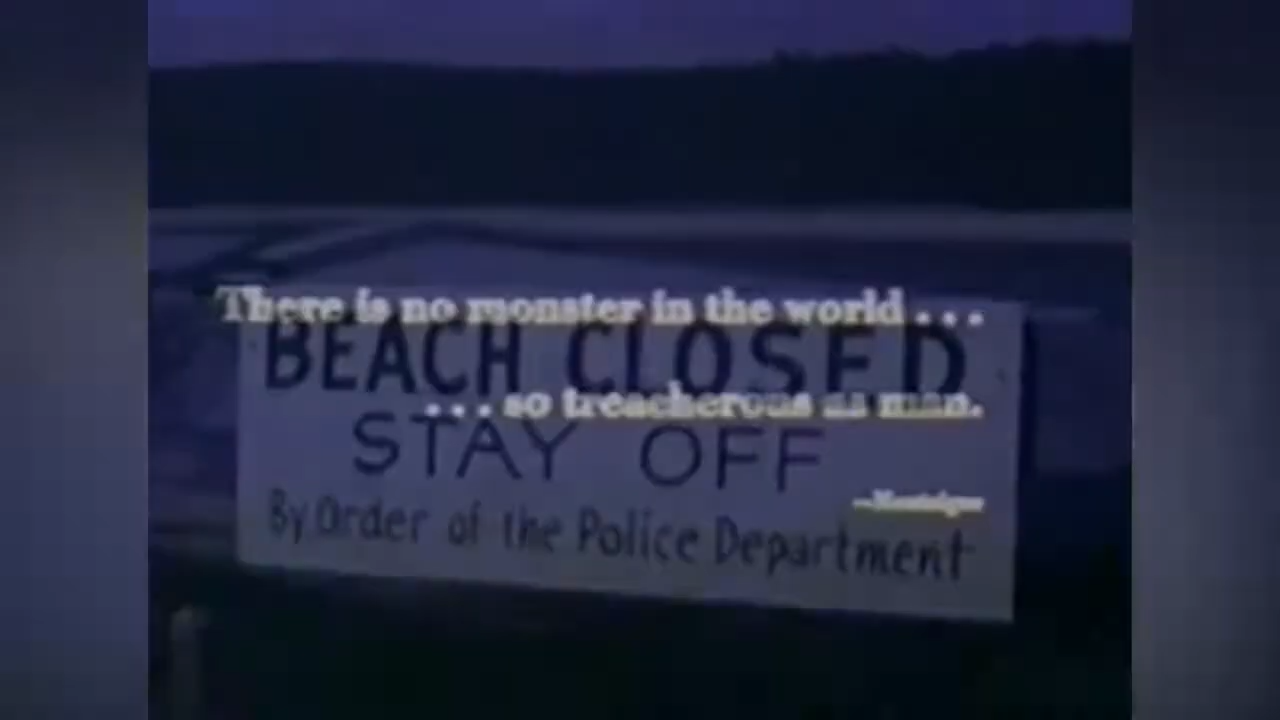 There is no monster in the world . . .
BEACH CLOSED
. . . so treacherous as man.
STAY OFF
—Montaigne
By Order of the Police Department